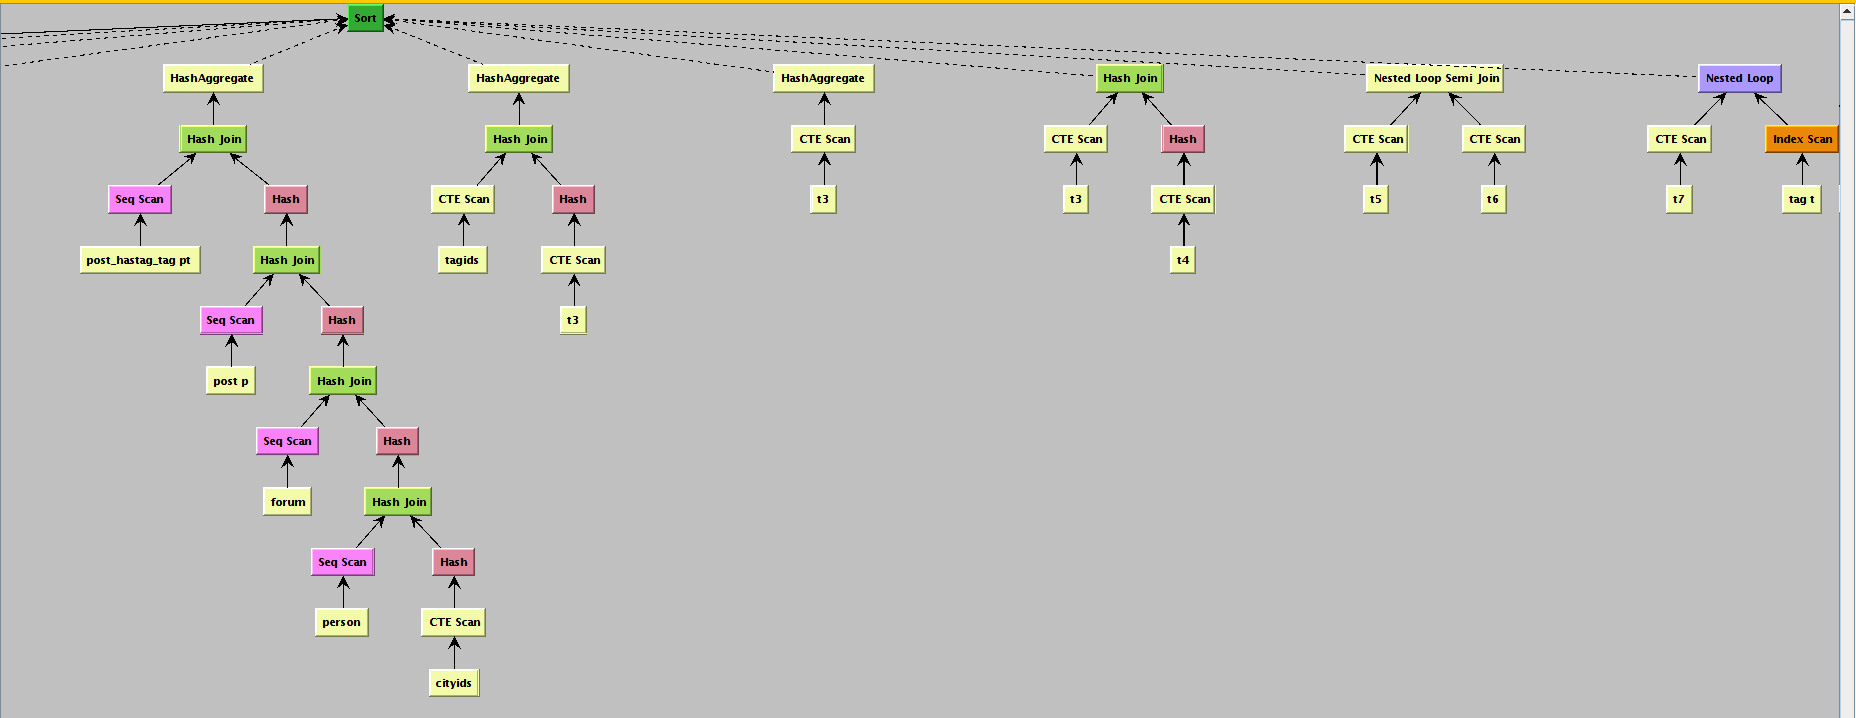 Sort
HashAggregate HashAggregate HashAggregate Hash Join Nested Loop Semi Join Nested Loop
Hash Join Hash Join CTE Scan CTE Scan Hash CTE Scan CTE Scan CTE Scan Index Scan
Seq Scan Hash CTE Scan Hash t3 t3 CTE Scan t5 t6 t7 tag t
post_hastag_tag pt Hash Join tagids CTE Scan t4
Seq Scan Hash t3
post p Hash Join
Seq Scan Hash
forum Hash Join
Seq Scan Hash
person CTE Scan
cityids